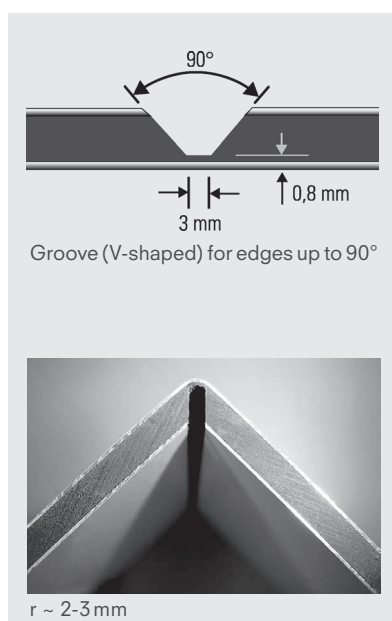 90°
0,8 mm
3 mm
Groove (V-shaped) for edges up to 90°
r ~ 2-3 mm